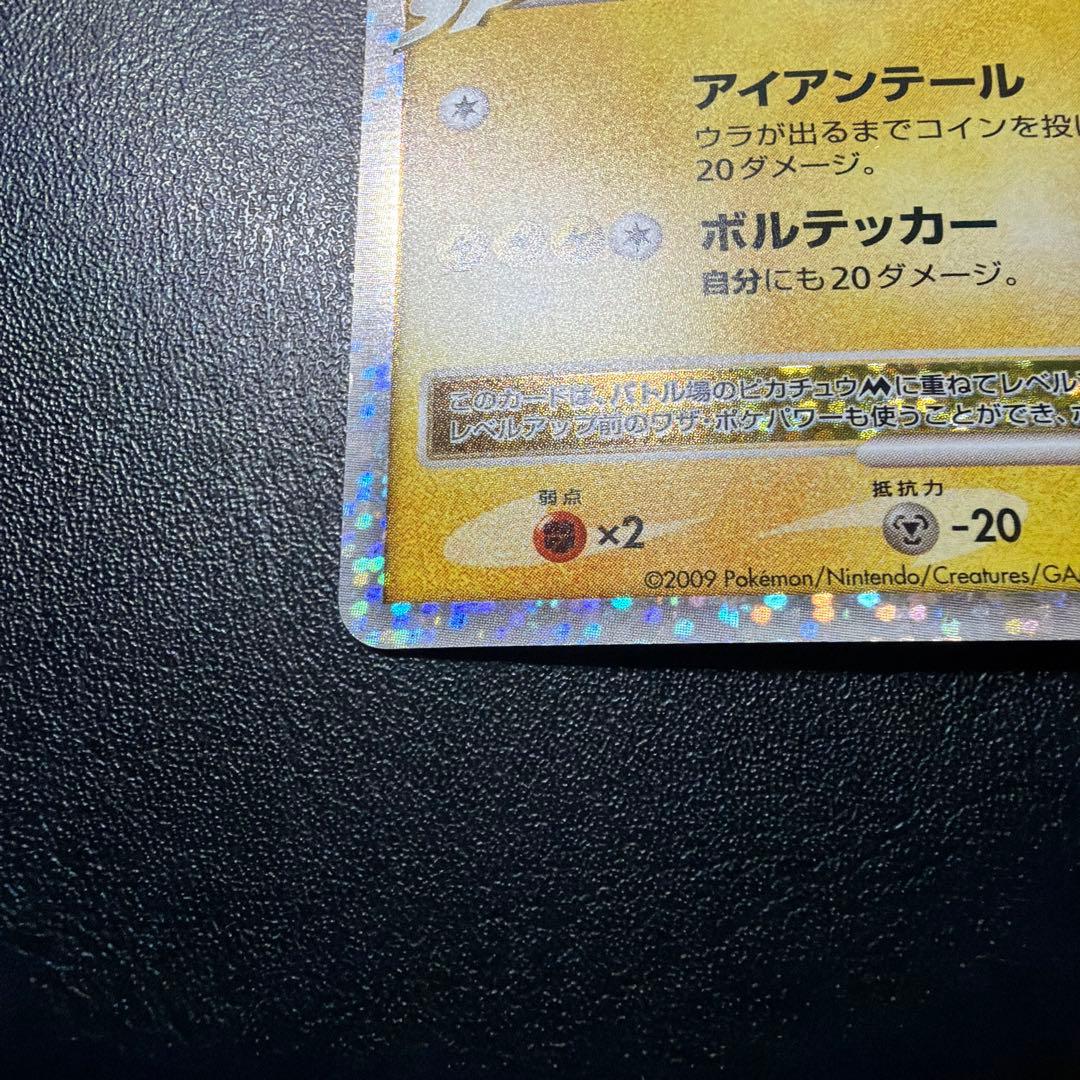 SP
アイアンテール
ウラが出るまでコインを投
20ダメージ。
ボルテッカー
自分にも20ダメージ。
このカードは、バトル場のピカチュウMに重ねてレベル
レベルアップ前のワザ・ポケパワーも使うことができ、
弱点
×2
抵抗力
-20
©2009 Pokémon/Nintendo/Creatures/GA